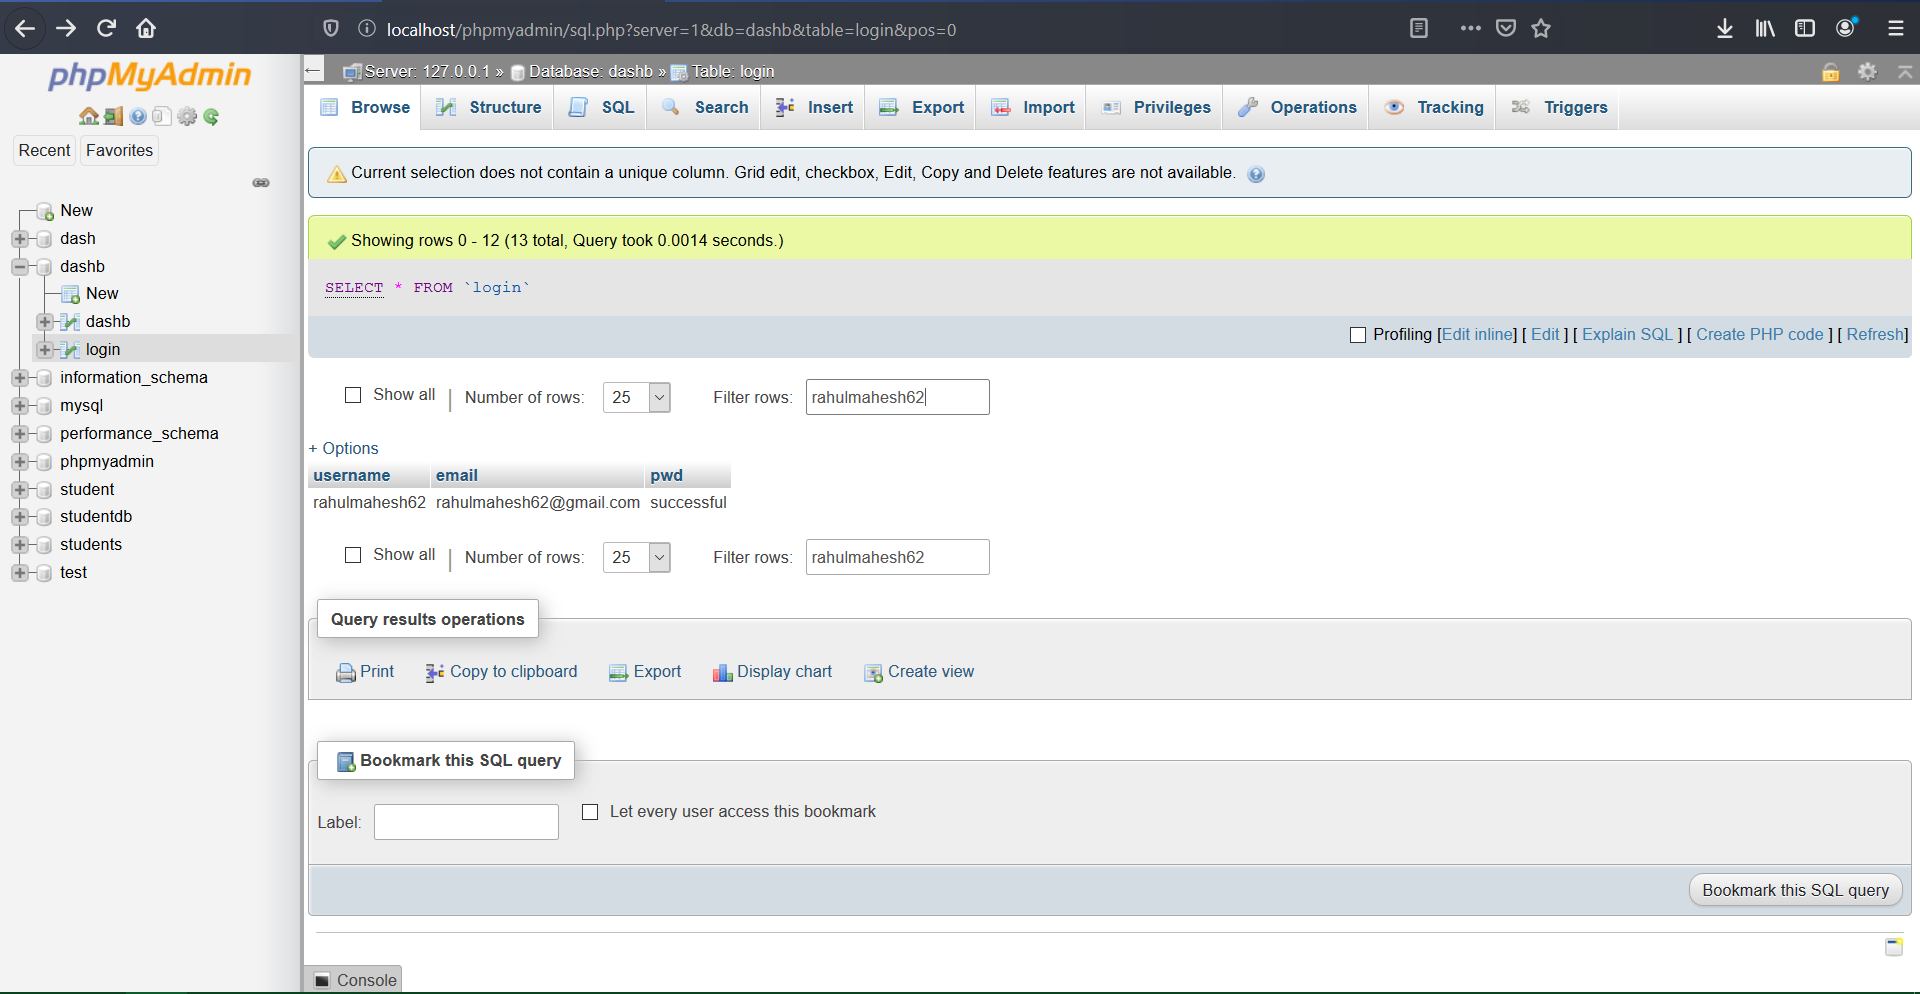 localhost/phpmyadmin/sql.php?server=1&db=dashb&table=login&pos=0
phpMyAdmin
Server: 127.0.0.1 » Database: dashb » Table: login
Browse Structure SQL Search Insert Export Import Privileges Operations Tracking Triggers
Recent Favorites
New
dash
dashb
New
dashb
login
information_schema
mysql
performance_schema
phpmyadmin
student
studentdb
students
test
Current selection does not contain a unique column. Grid edit, checkbox, Edit, Copy and Delete features are not available.
Showing rows 0 - 12 (13 total, Query took 0.0014 seconds.)
SELECT * FROM `login`
Profiling [Edit inline] [ Edit ] [ Explain SQL ] [ Create PHP code ] [ Refresh]
Show all | Number of rows: 25 Filter rows: rahulmahesh62
+ Options
username email pwd
rahulmahesh62 rahulmahesh62@gmail.com successful
Show all | Number of rows: 25 Filter rows: rahulmahesh62
Query results operations
Print Copy to clipboard Export Display chart Create view
Bookmark this SQL query
Label: Let every user access this bookmark
Bookmark this SQL query
Console